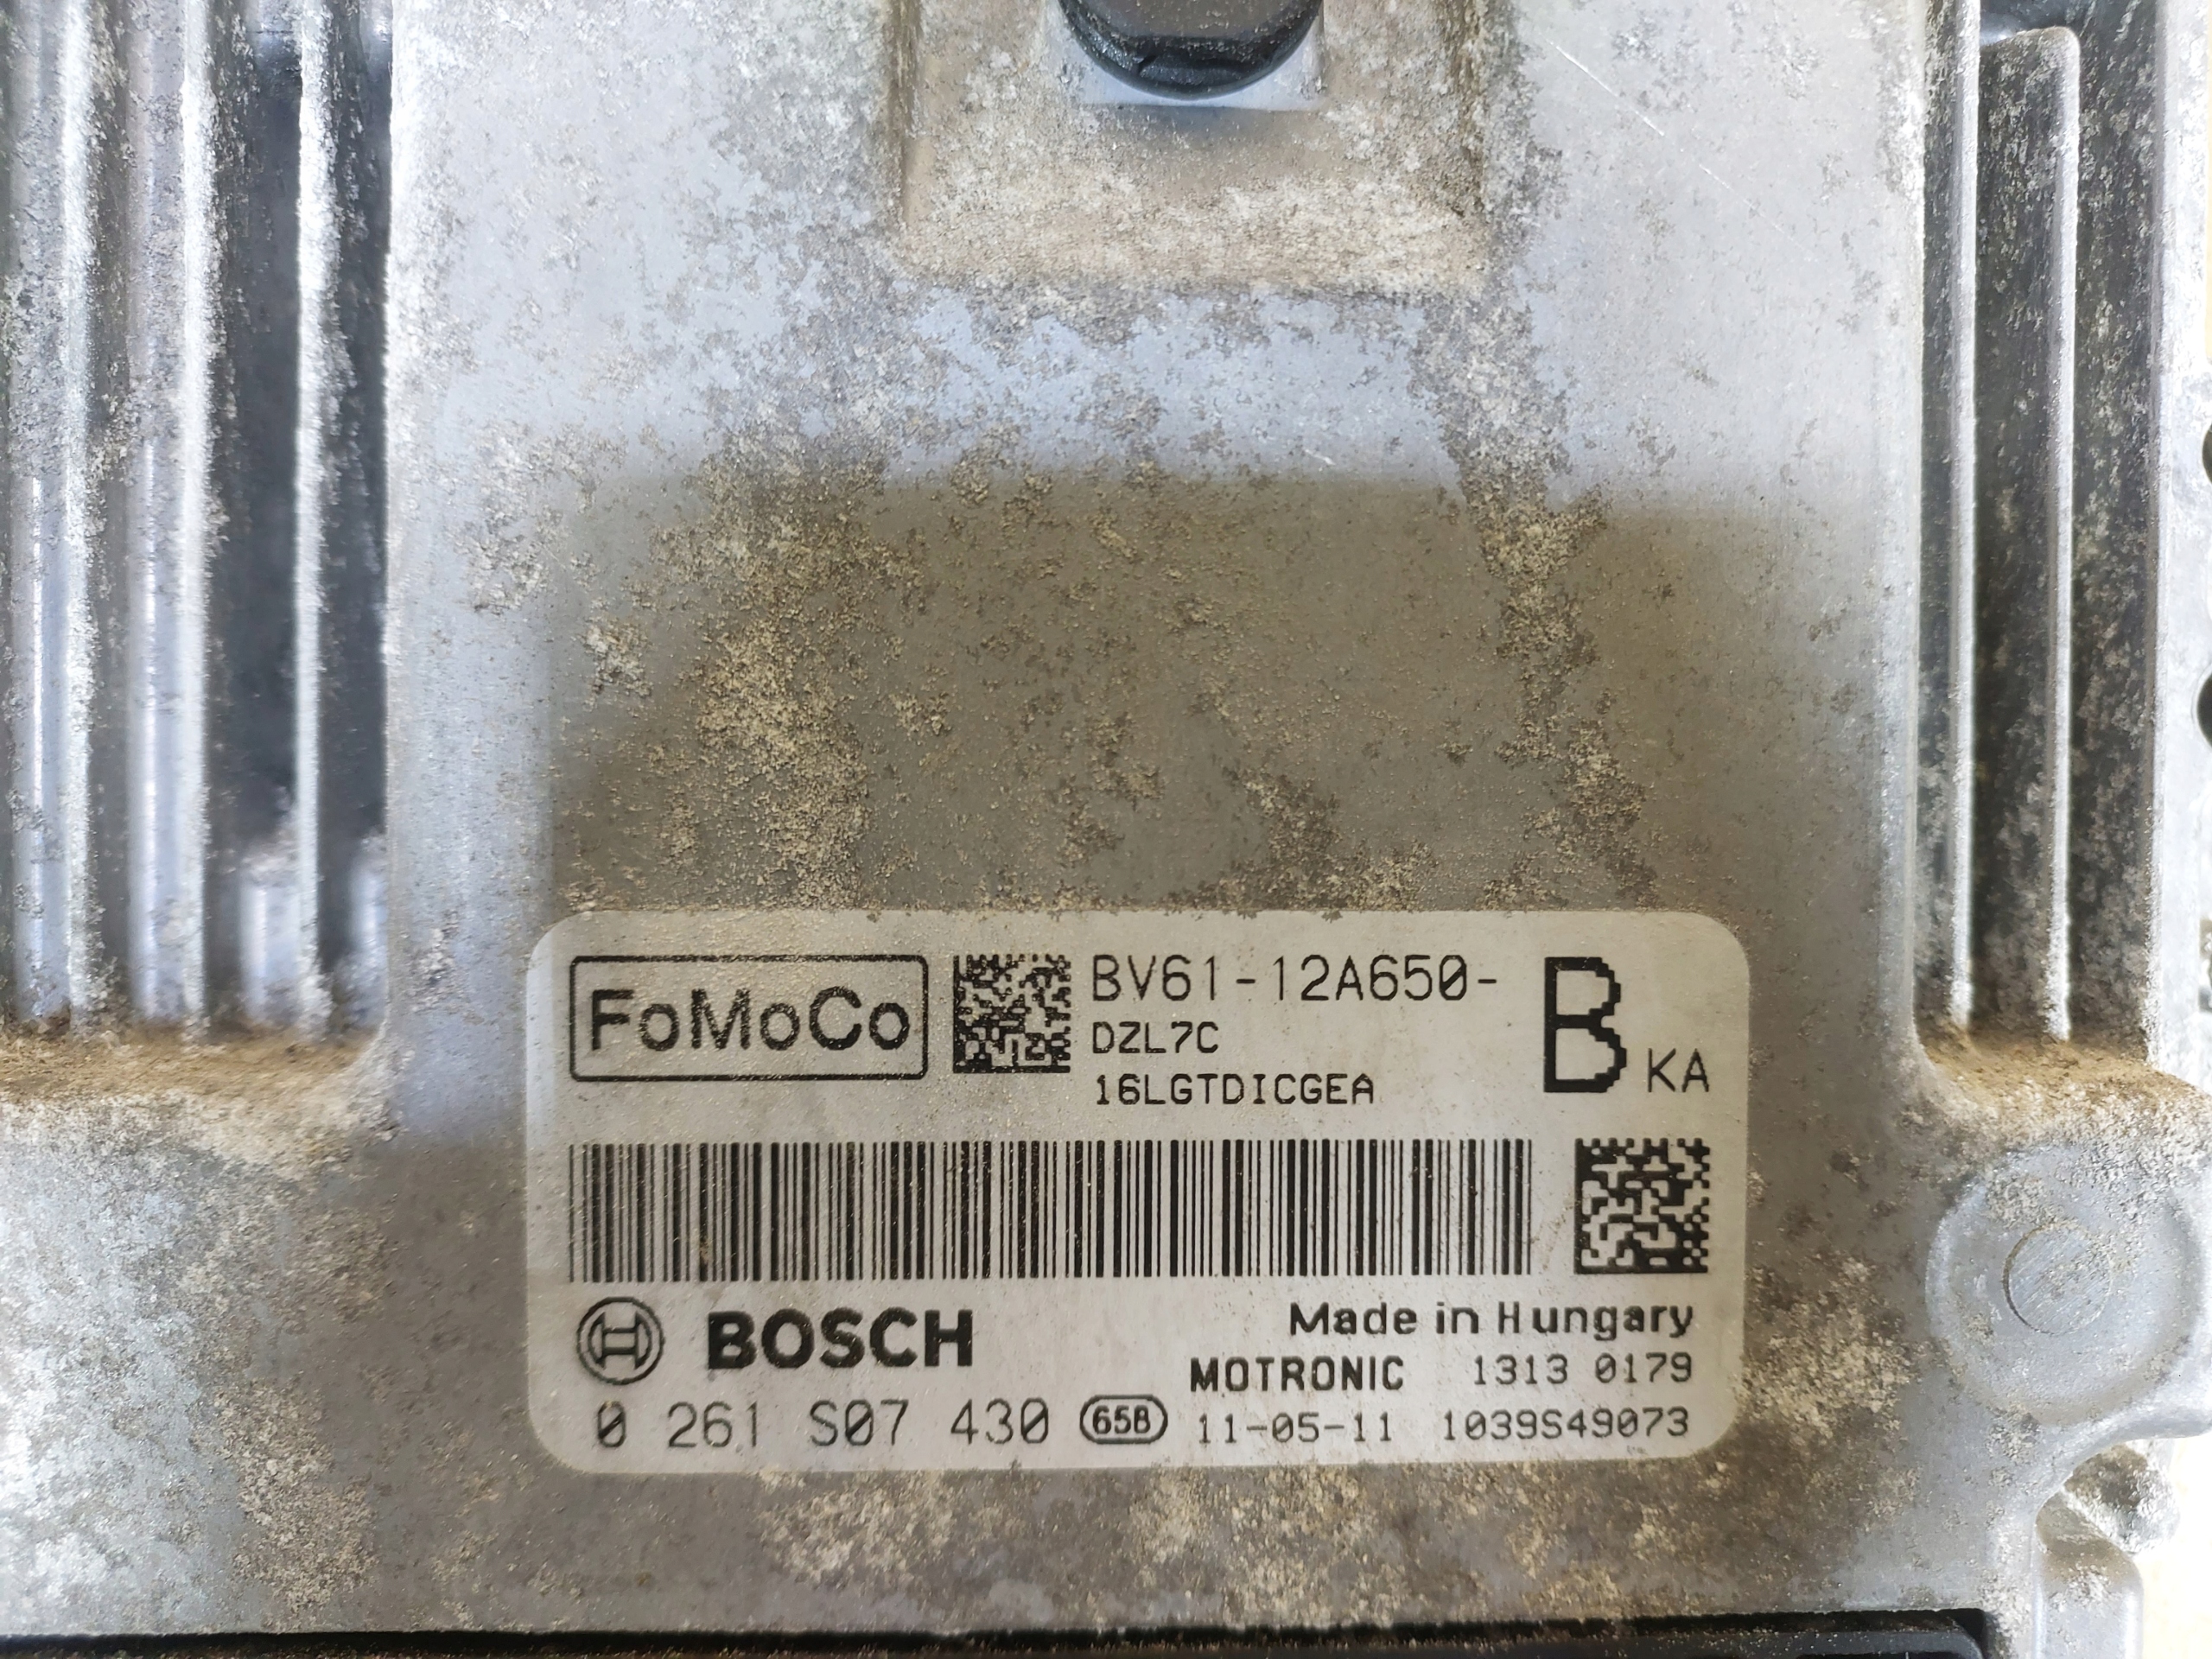 FoMoCo
BV61-12A650-
B KA
DZL7C
16LGTDICGEA
BOSCH
Made in Hungary
MOTRONIC 1313 0179
0 261 S07 430 658 11-05-11 1039S49073